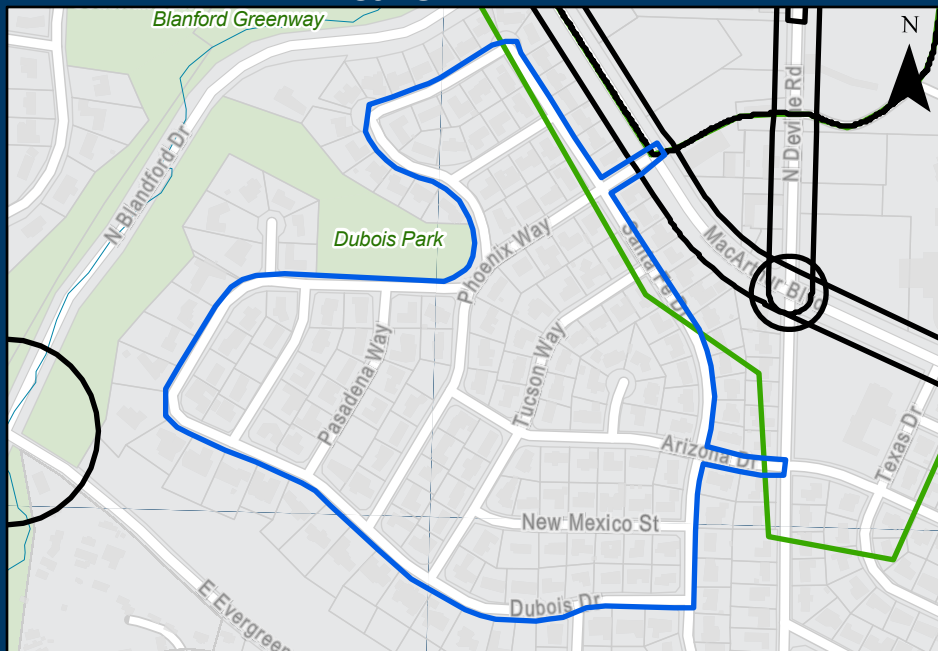 Blanford Greenway
N
N Deville Rd
N Blandford Dr
Dubois Park
Phoenix Way
Santa Fe Dr
MacArthur Blvd
Pasadena Way
Tucson Way
Arizona Dr
Texas Dr
New Mexico St
Dubois Dr
E Evergreen